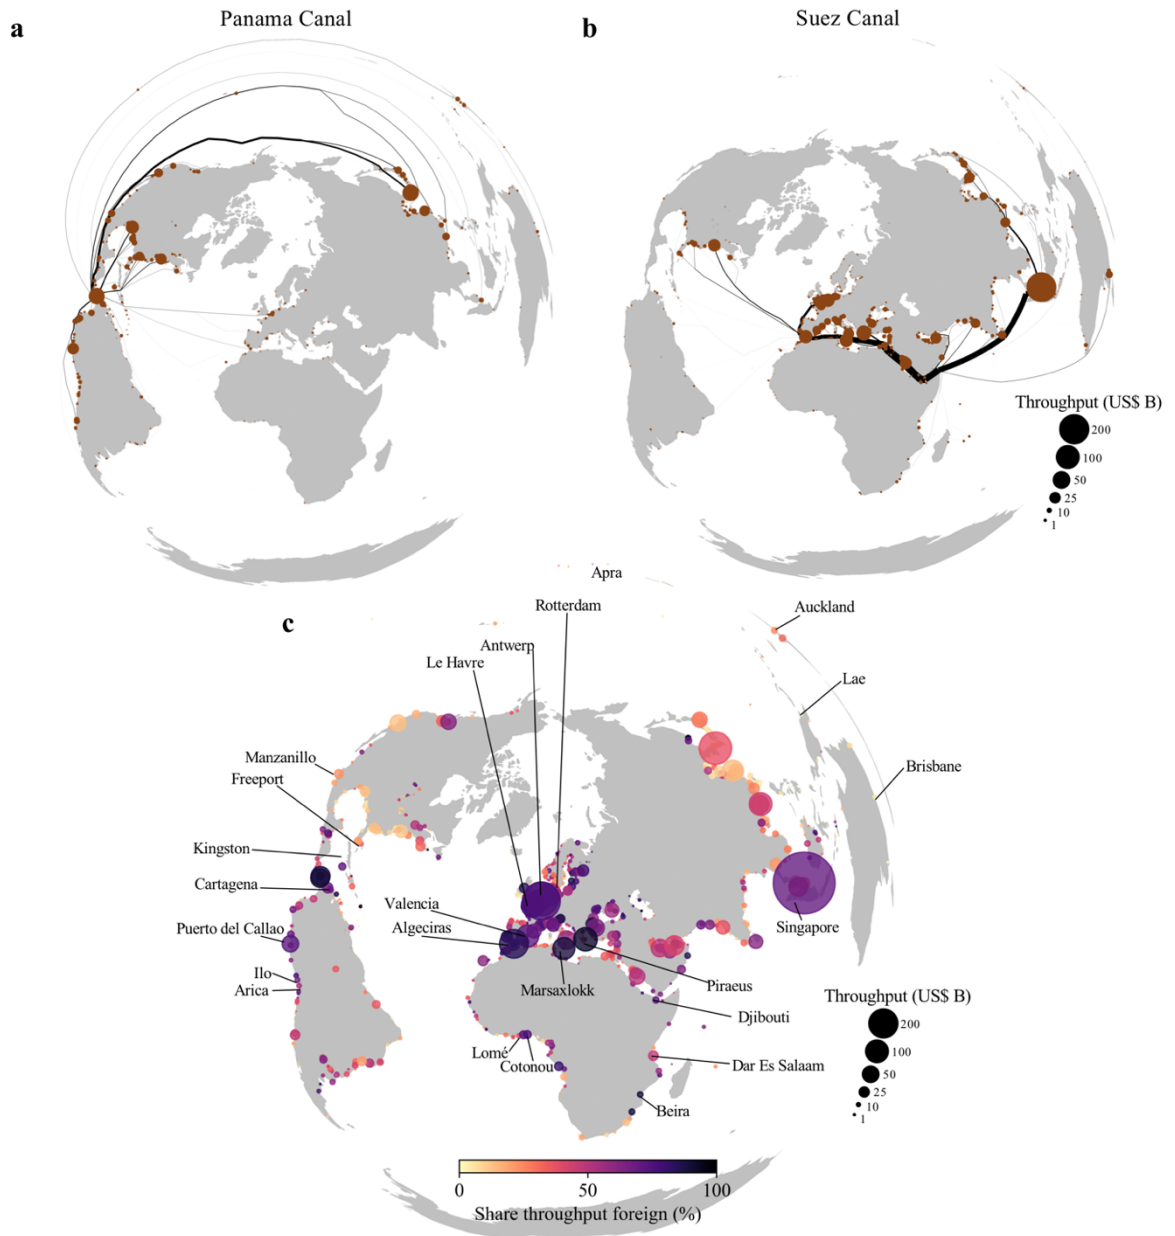 a
Panama Canal
b
Suez Canal
Throughput (US$ B)
200
100
50
25
10
1
c
Apra
Rotterdam
Antwerp
Le Havre
Auckland
Lae
Brisbane
Manzanillo
Freeport
Kingston
Cartagena
Puerto del Callao
Ilo
Arica
Valencia
Algeciras
Marsaxlokk
Piraeus
Singapore
Djibouti
Lomé
Cotonou
Dar Es Salaam
Beira
Throughput (US$ B)
200
100
50
25
10
1
0
50
100
Share throughput foreign (%)